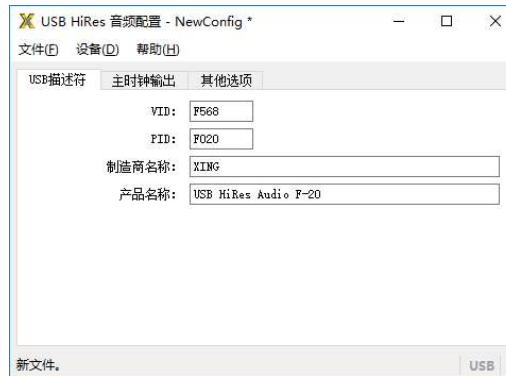 USB HiRes 音频配置 - NewConfig *
文件(F) 设备(D) 帮助(H)
USB描述符 主时钟输出 其他选项
VID: F568
PID: F020
制造商名称: XING
产品名称: USB HiRes Audio F-20
新文件。 USB